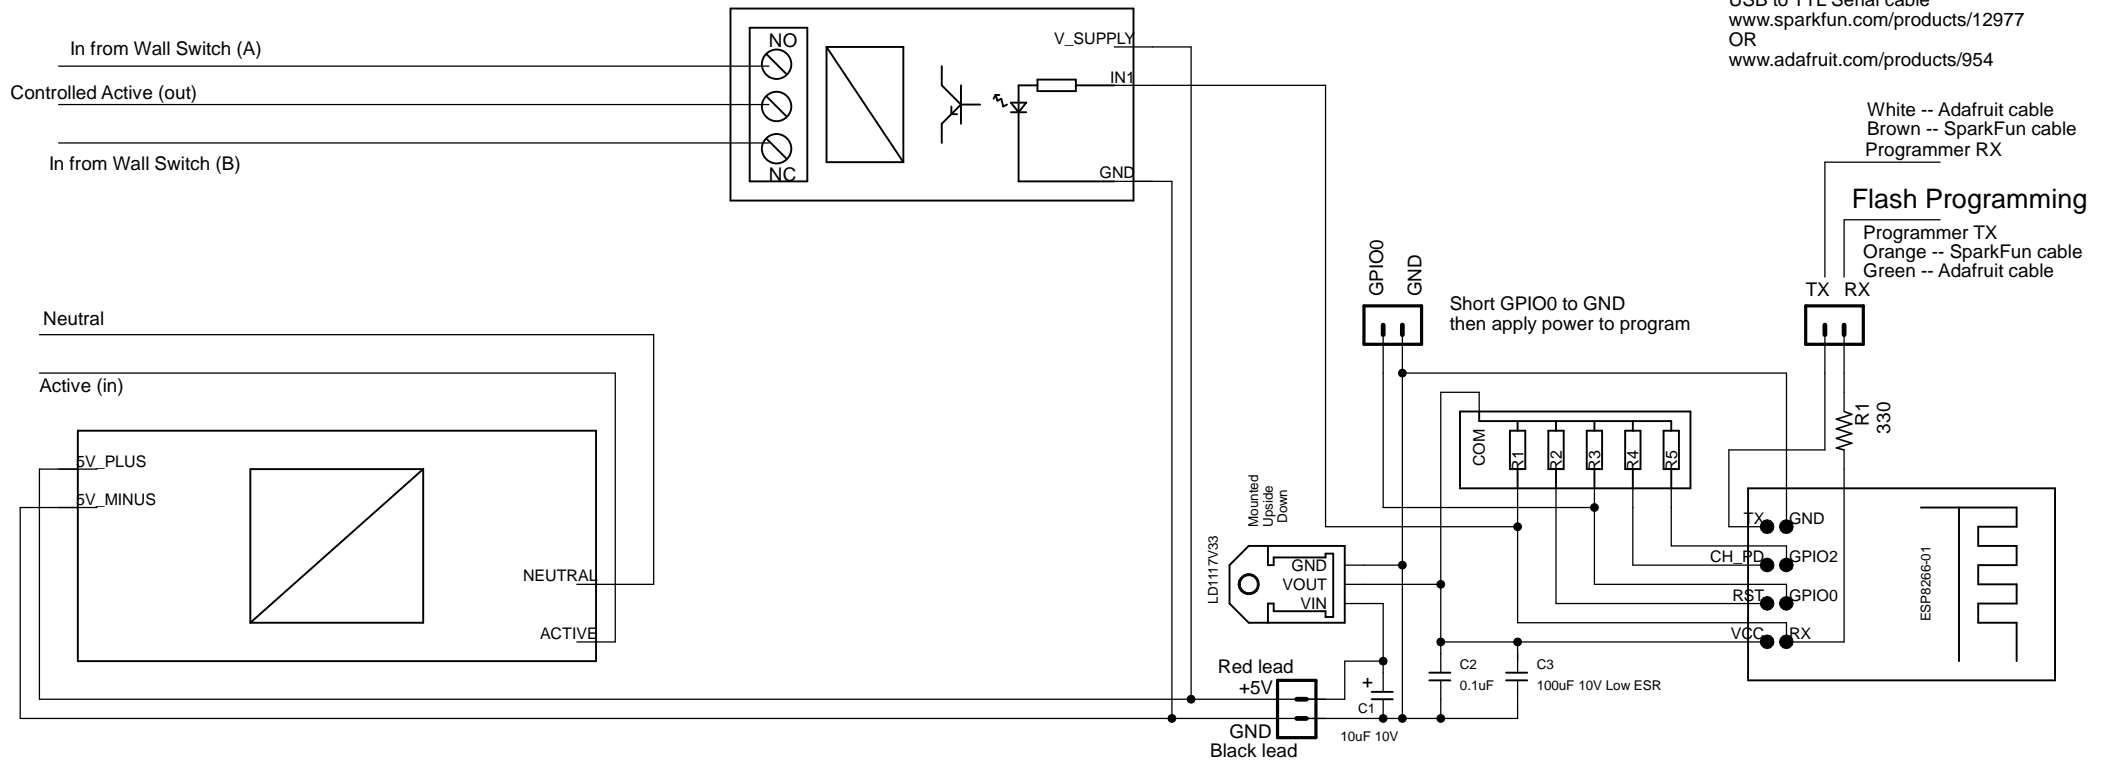 USB to TTL Serial cable
www.sparkfun.com/products/12977
OR
www.adafruit.com/products/954
White -- Adafruit cable
Brown -- SparkFun cable
Programmer RX
Flash Programming
Programmer TX
Orange -- SparkFun cable
Green -- Adafruit cable
TX RX
R1
330
In from Wall Switch (A)
Controlled Active (out)
In from Wall Switch (B)
NO
NC
V_SUPPLY
IN1
GND
Neutral
Active (in)
5V_PLUS
5V_MINUS
NEUTRAL
ACTIVE
GPIO0
GND
Short GPIO0 to GND
then apply power to program
COM
R1
R2
R3
R4
R5
Mounted
Upside
Down
LD1117V33
GND
VOUT
VIN
Red lead
+5V
GND
Black lead
+
C1
10uF 10V
C2
0.1uF
C3
100uF 10V Low ESR
TX GND
CH_PD GPIO2
RST GPIO0
VCC RX
ESP8266-01